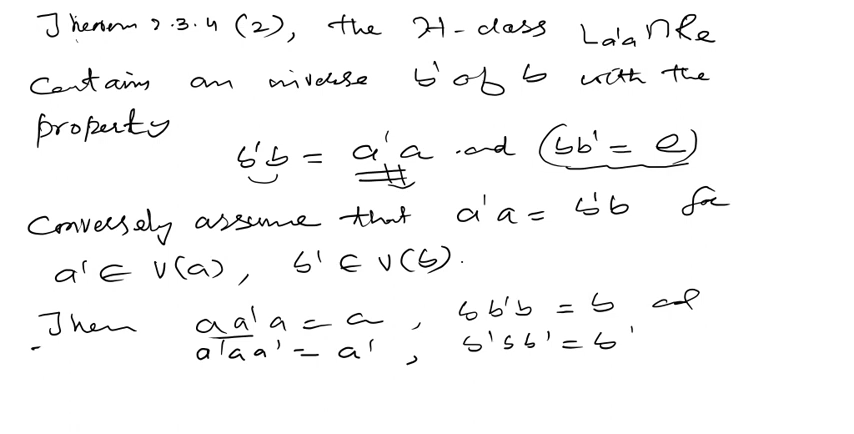 Theorem 2.3.4 (2), the H-class La'a ∩ Re
Contains an inverse b' of b with the
property
b'b = a'a and (bb' = e)
Conversely assume that a'a = b'b for
a' ∈ V(a), b' ∈ V(b).
Then aa'a = a, bb'b = b and
a'aa' = a', b'bb' = b'